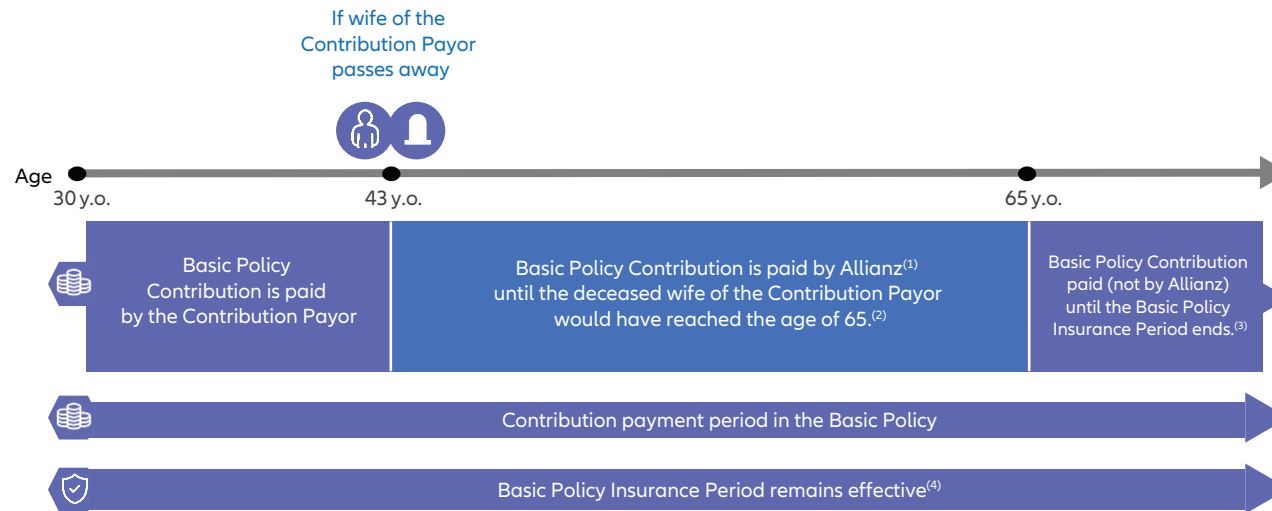 If wife of the
Contribution Payor
passes away
Age
30 y.o.
43 y.o.
65 y.o.
Basic Policy
Contribution is paid
by the Contribution Payor
Basic Policy Contribution is paid by Allianz(1)
until the deceased wife of the Contribution Payor
would have reached the age of 65.(2)
Basic Policy Contribution
paid (not by Allianz)
until the Basic Policy
Insurance Period ends.(3)
Contribution payment period in the Basic Policy
Basic Policy Insurance Period remains effective(4)